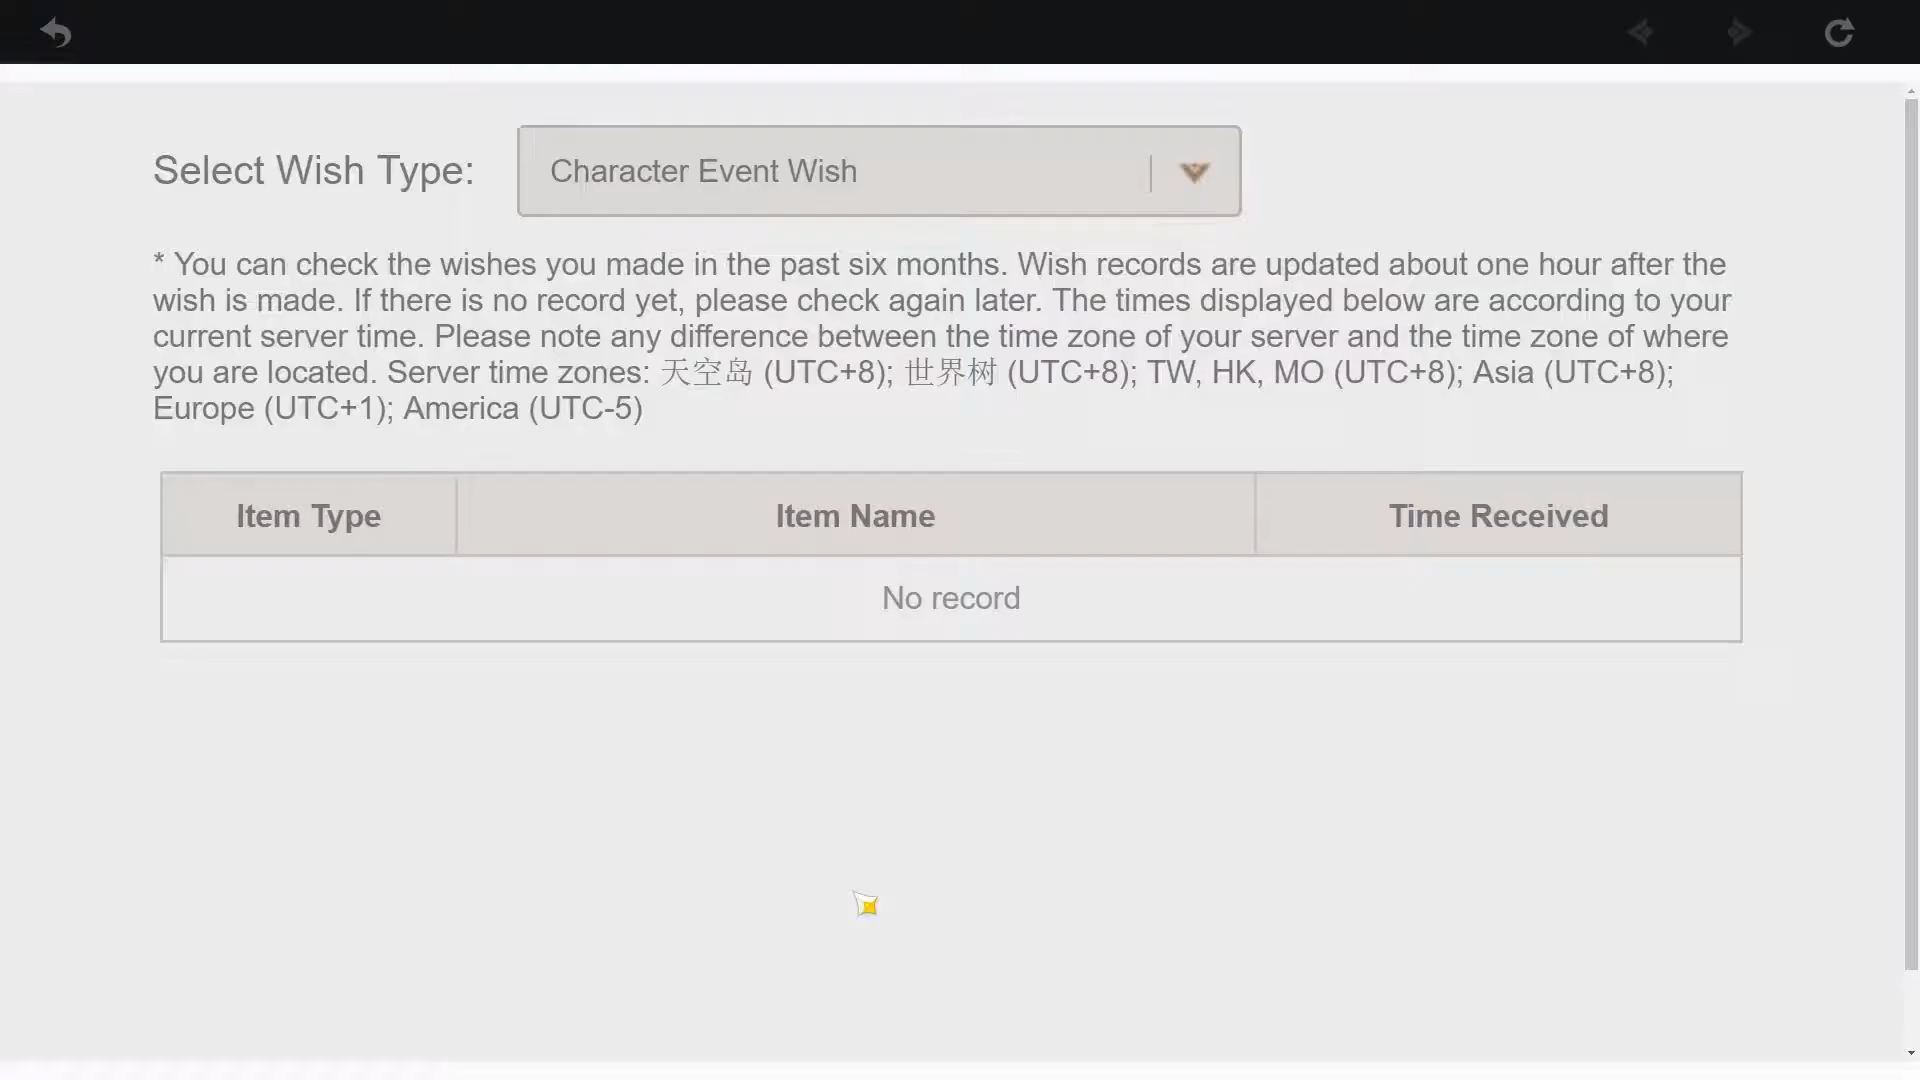 Select Wish Type:
Character Event Wish
* You can check the wishes you made in the past six months. Wish records are updated about one hour after the
wish is made. If there is no record yet, please check again later. The times displayed below are according to your
current server time. Please note any difference between the time zone of your server and the time zone of where
you are located. Server time zones: 天空岛 (UTC+8); 世界树 (UTC+8); TW, HK, MO (UTC+8); Asia (UTC+8);
Europe (UTC+1); America (UTC-5)
Item Type
Item Name
Time Received
No record